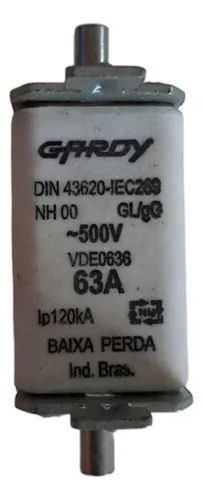 GARDY
DIN 43620-IEC269
NH 00 GL/gG
~500V
VDE0636
63A
Ip120kA
BAIXA PERDA
Ind. Bras.